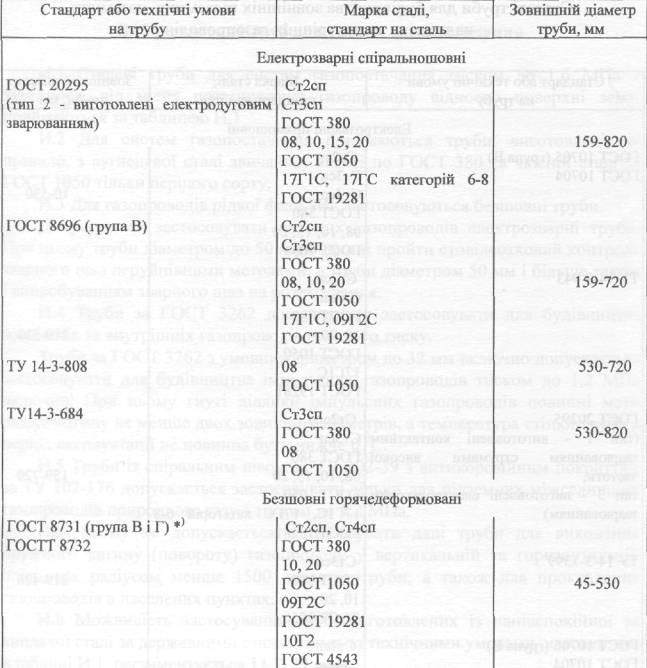 Стандарт або технічні умови на трубу
Марка сталі, стандарт на сталь
Зовнішній діаметр труби, мм
Електрозварні спіральношовні
ГОСТ 20295 Ст2сп
(тип 2 - виготовлені електродуговим Ст3сп
зварюванням) ГОСТ 380
08, 10, 15, 20 159-820
ГОСТ 1050
17Г1С, 17ГС категорій 6-8
ГОСТ 19281
ГОСТ 8696 (група В) Ст2сп
Ст3сп
ГОСТ 380
08, 10, 20 159-720
ГОСТ 1050
17Г1С, 09Г2С
ГОСТ 19281
ТУ 14-3-808 08 530-720
ГОСТ 1050
ТУ14-3-684 Ст3сп
ГОСТ 380 530-820
08
ГОСТ 1050
Безшовні горячедеформовані
ГОСТ 8731 (група В і Г) *) Ст2сп, Ст4сп
ГОСТТ 8732 ГОСТ 380
10, 20
ГОСТ 1050 45-530
09Г2С
ГОСТ 19281
10Г2
ГОСТ 4543